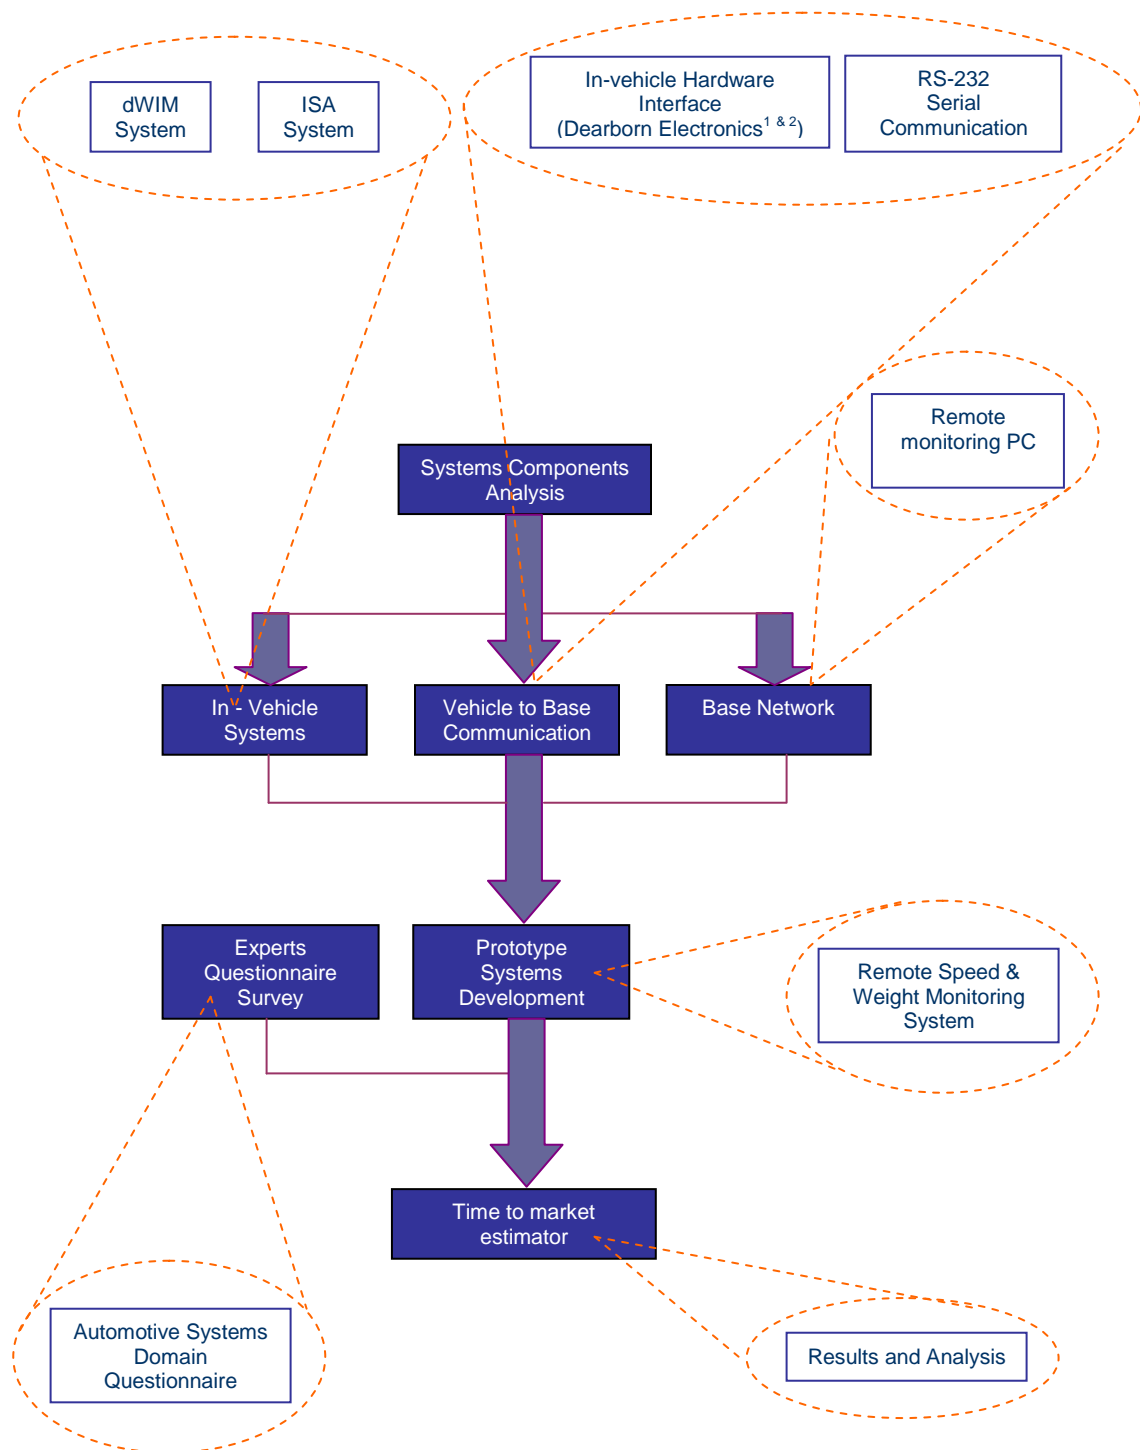 dWIM
System
ISA
System
In-vehicle Hardware
Interface
(Dearborn Electronics¹ & ²)
RS-232
Serial
Communication
Remote
monitoring PC
Systems Components
Analysis
In - Vehicle
Systems
Vehicle to Base
Communication
Base Network
Experts
Questionnaire
Survey
Prototype
Systems
Development
Remote Speed &
Weight Monitoring
System
Time to market
estimator
Automotive Systems
Domain
Questionnaire
Results and Analysis